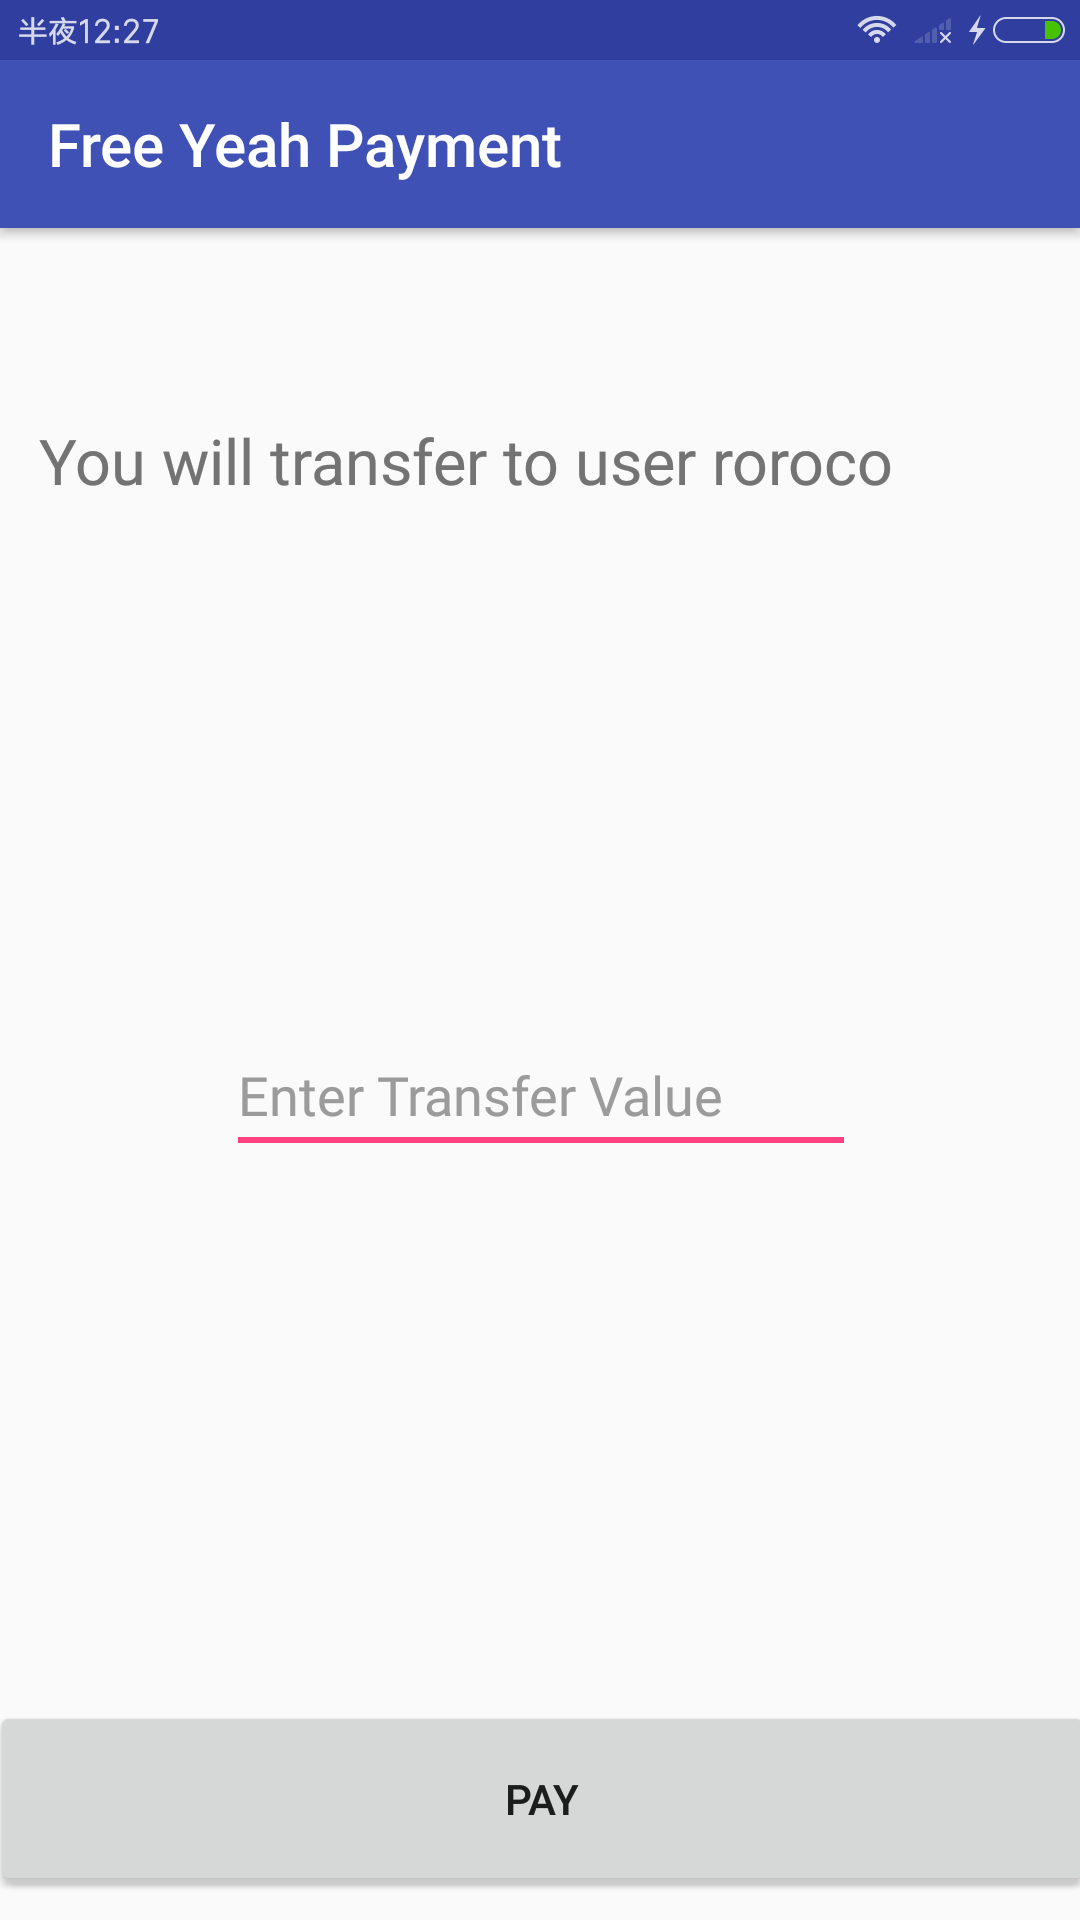 半夜12:27
Free Yeah Payment
You will transfer to user roroco
Enter Transfer Value
PAY